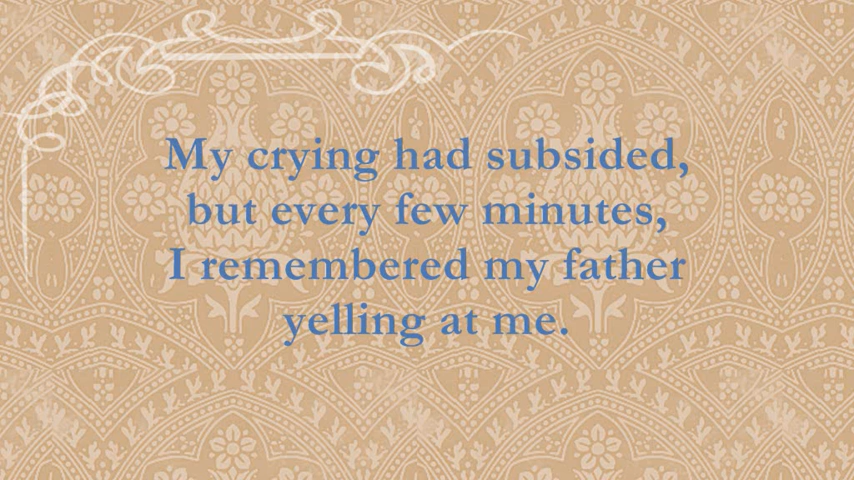 My crying had subsided,
but every few minutes,
I remembered my father
yelling at me.